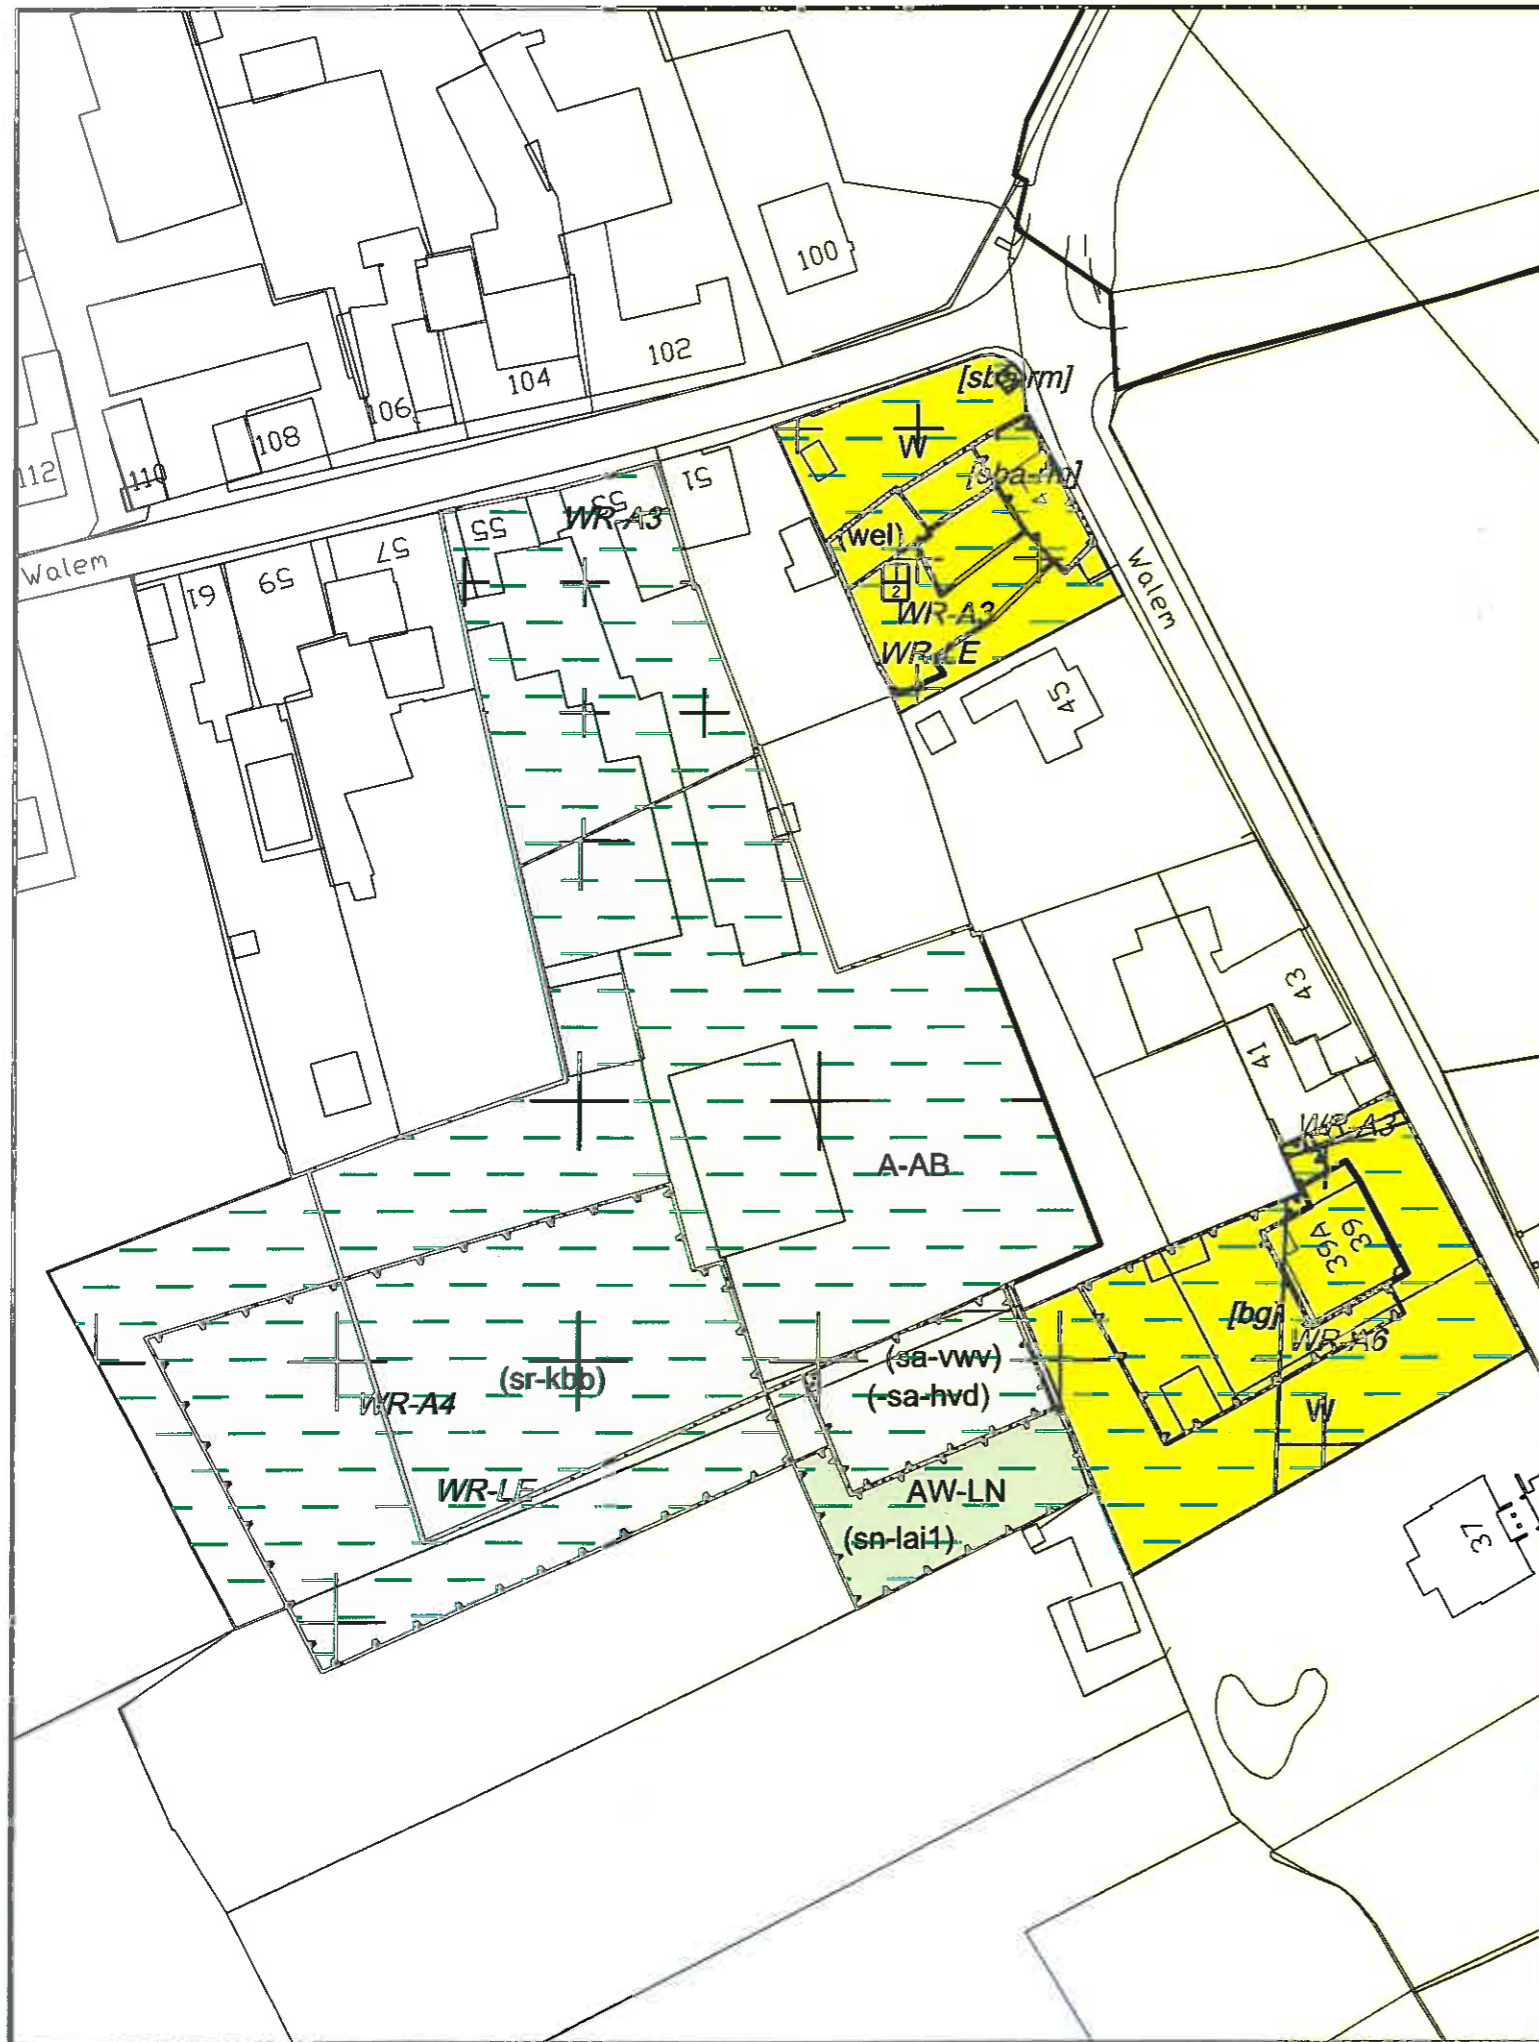 100
102
104
106
108
110
112
[sba-rm]
W
51
53
WR-A3
55
57
59
61
Walem
[sba-rm]
(wel)
1
2
WR-A3
WR-LE
Walem
45
43
41
WR-A3
A-AB
39
39A
[bg]
WR-A6
W
(sa-vwv)
(-sa-hvd)
(sr-kbb)
WR-A4
WR-LE
AW-LN
(sn-lai1)
37